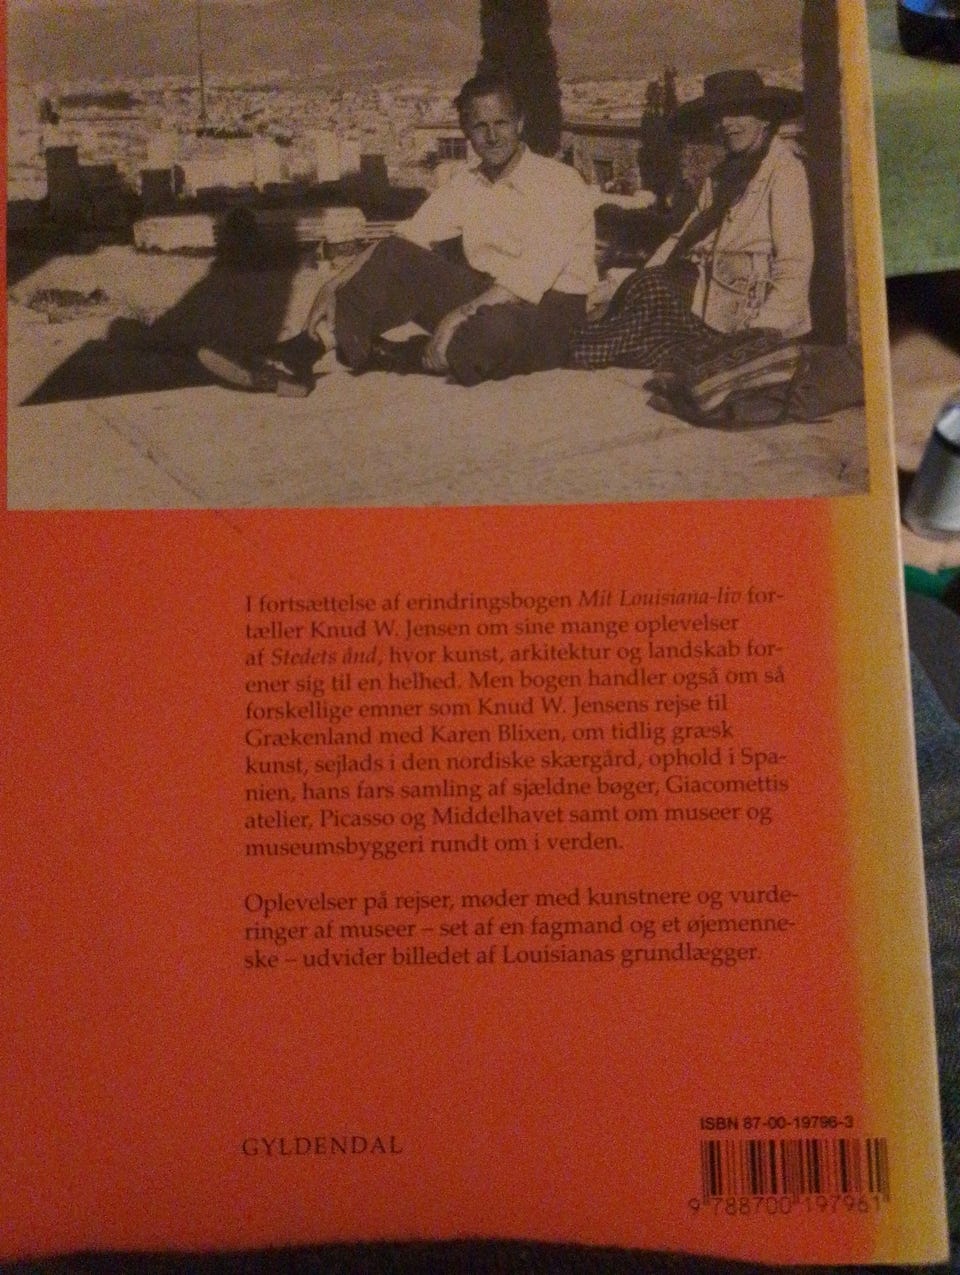 I fortsættelse af erindringsbogen Mit Louisiana-liv for-
tæller Knud W. Jensen om sine mange oplevelser
af Stedets ånd, hvor kunst, arkitektur og landskab for-
ener sig til en helhed. Men bogen handler også om så
forskellige emner som Knud W. Jensens rejse til
Grækenland med Karen Blixen, om tidlig græsk
kunst, sejlads i den nordiske skærgård, ophold i Spa-
nien, hans fars samling af sjældne bøger, Giacomettis
atelier, Picasso og Middelhavet samt om museer og
museumsbyggeri rundt om i verden.
Oplevelser på rejser, møder med kunstnere og vurde-
ringer af museer – set af en fagmand og et øjemenne-
ske – udvider billedet af Louisianas grundlægger.
GYLDENDAL
ISBN 87-00-19796-3
9 788700 197961